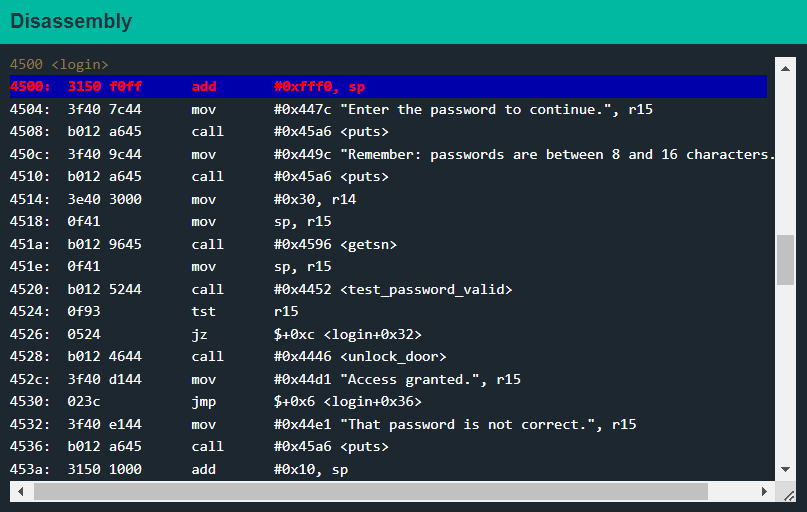 Disassembly
4500 <login>
4500: 3150 f0ff add #0xfff0, sp
4504: 3f40 7c44 mov #0x447c "Enter the password to continue.", r15
4508: b012 a645 call #0x45a6 <puts>
450c: 3f40 9c44 mov #0x449c "Remember: passwords are between 8 and 16 characters.
4510: b012 a645 call #0x45a6 <puts>
4514: 3e40 3000 mov #0x30, r14
4518: 0f41 mov sp, r15
451a: b012 9645 call #0x4596 <getsn>
451e: 0f41 mov sp, r15
4520: b012 5244 call #0x4452 <test_password_valid>
4524: 0f93 tst r15
4526: 0524 jz $+0xc <login+0x32>
4528: b012 4644 call #0x4446 <unlock_door>
452c: 3f40 d144 mov #0x44d1 "Access granted.", r15
4530: 023c jmp $+0x6 <login+0x36>
4532: 3f40 e144 mov #0x44e1 "That password is not correct.", r15
4536: b012 a645 call #0x45a6 <puts>
453a: 3150 1000 add #0x10, sp